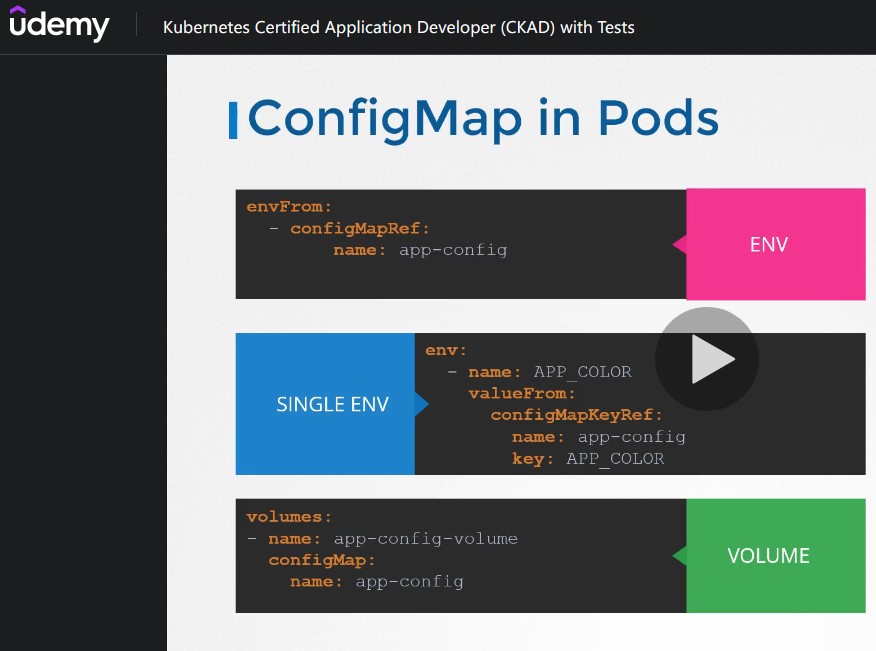 udemy
Kubernetes Certified Application Developer (CKAD) with Tests
ConfigMap in Pods
envFrom:
  - configMapRef:
        name: app-config
ENV
SINGLE ENV
env:
  - name: APP_COLOR
    valueFrom:
      configMapKeyRef:
        name: app-config
        key: APP_COLOR
volumes:
- name: app-config-volume
  configMap:
    name: app-config
VOLUME